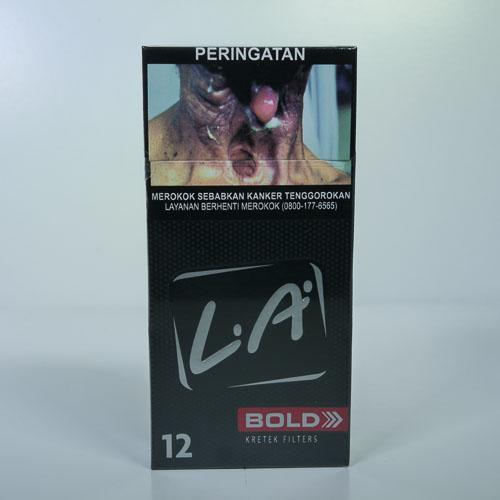 PERINGATAN
MEROKOK SEBABKAN KANKER TENGGOROKAN
LAYANAN BERHENTI MEROKOK (0800-177-6565)
L.A.
BOLD
KRETEK FILTERS
12